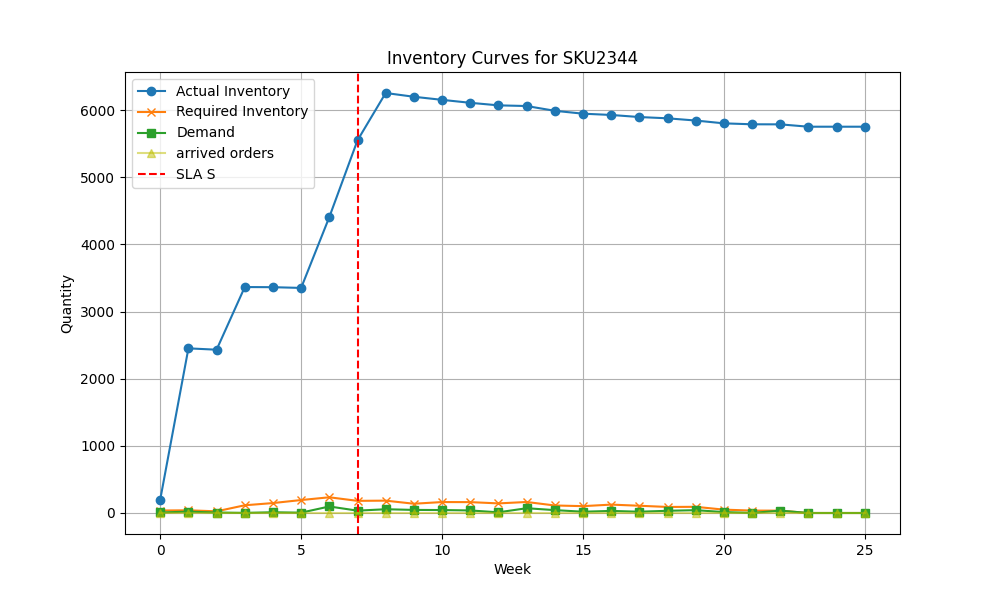 Inventory Curves for SKU2344
Actual Inventory
Required Inventory
Demand
arrived orders
SLA S
Quantity
6000
5000
4000
3000
2000
1000
0
0 5 10 15 20 25
Week